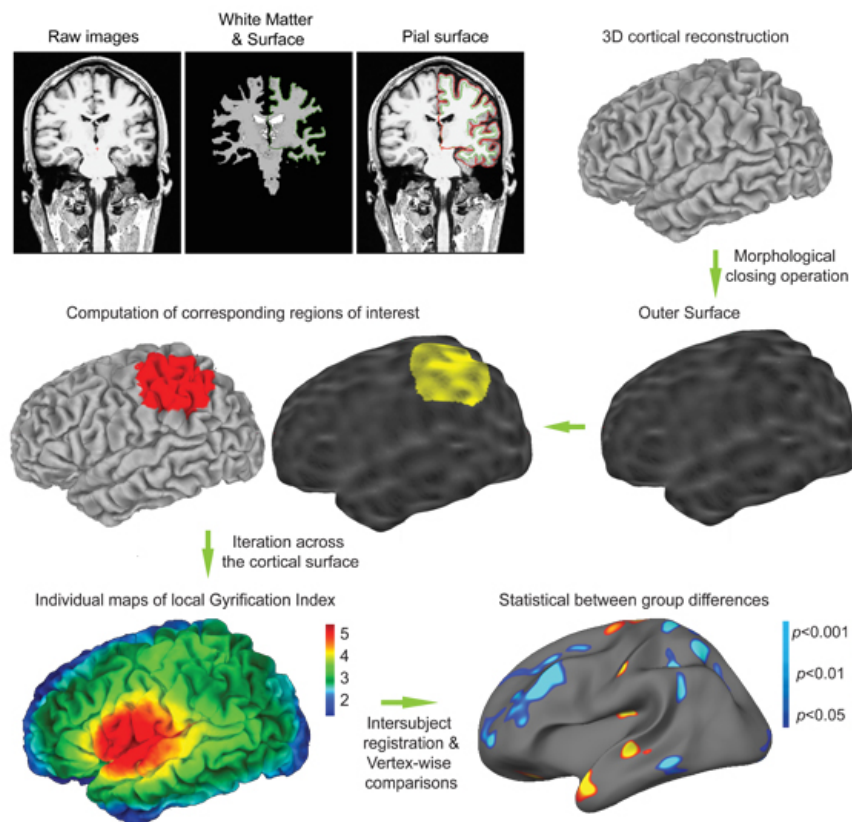 Raw images
White Matter
& Surface
Pial surface
3D cortical reconstruction
Morphological
closing operation
Computation of corresponding regions of interest
Outer Surface
Iteration across
the cortical surface
Individual maps of local Gyrification Index
5
4
3
2
Statistical between group differences
p<0.001
p<0.01
p<0.05
Intersubject
registration &
Vertex-wise
comparisons